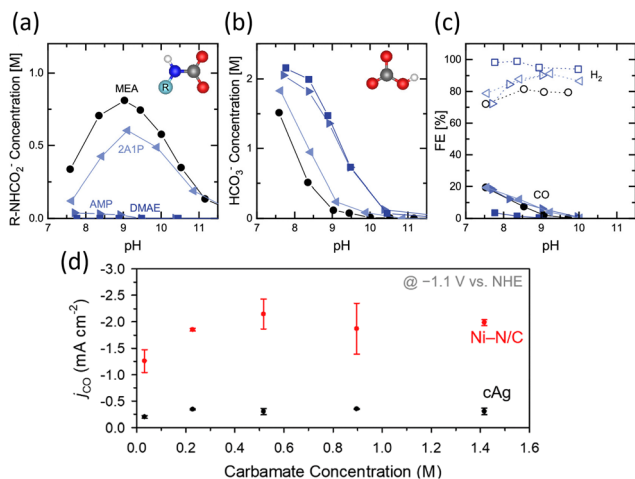 (a)
(b)
(c)
R-NHCO₂⁻ Concentration [M]
1.0
0.5
0.0
7 8 9 10 11
pH
MEA
2A1P
AMP
DMAE
R
HCO₃⁻ Concentration [M]
2
1
0
7 8 9 10 11
pH
FE [%]
100
80
60
40
20
0
7 8 9 10 11
pH
H₂
CO
(d)
@ −1.1 V vs. NHE
jCO (mA cm⁻²)
-3.0
-2.5
-2.0
-1.5
-1.0
-0.5
0.0
Ni–N/C
cAg
0.0 0.2 0.4 0.6 0.8 1.0 1.2 1.4 1.6
Carbamate Concentration (M)